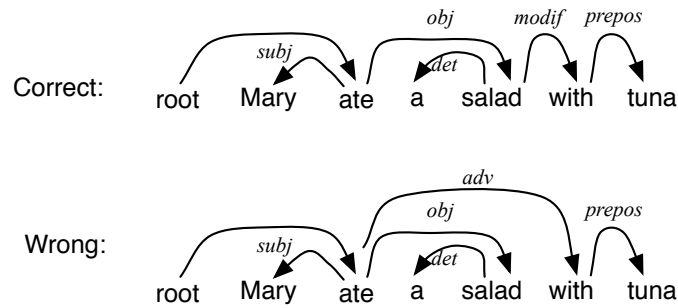 obj modif prepos
subj det
Correct: root Mary ate a salad with tuna
adv
obj prepos
Wrong: subj det
root Mary ate a salad with tuna